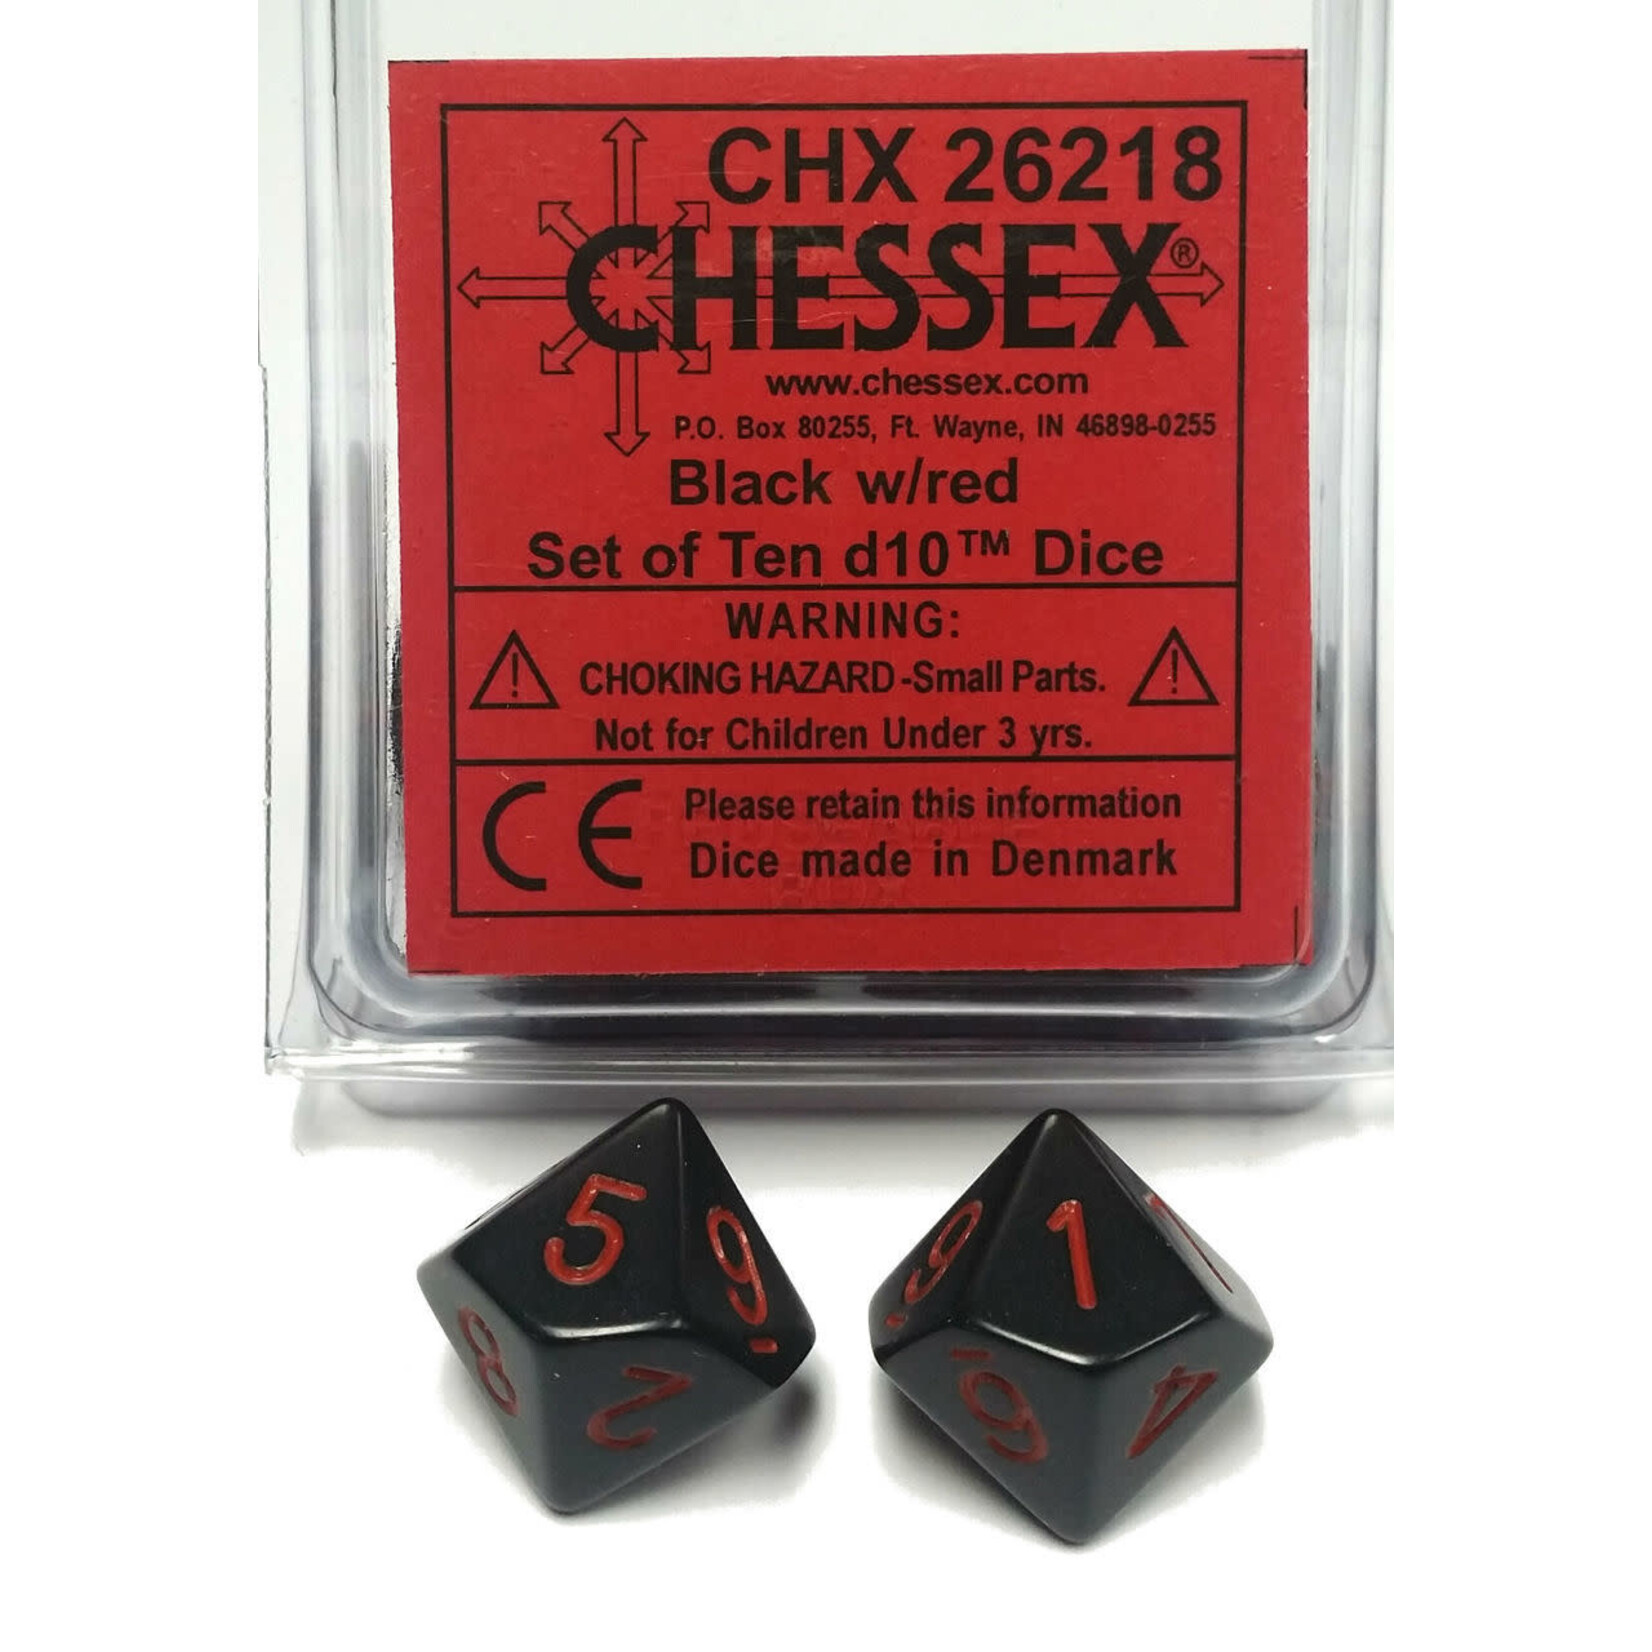 CHX 26218
CHESSEX®
www.chessex.com
P.O. Box 80255, Ft. Wayne, IN 46898-0255
Black w/red
Set of Ten d10™ Dice
WARNING:
CHOKING HAZARD-Small Parts.
Not for Children Under 3 yrs.
CE
Please retain this information
Dice made in Denmark
5 9
8 2
9 1 7
6 4